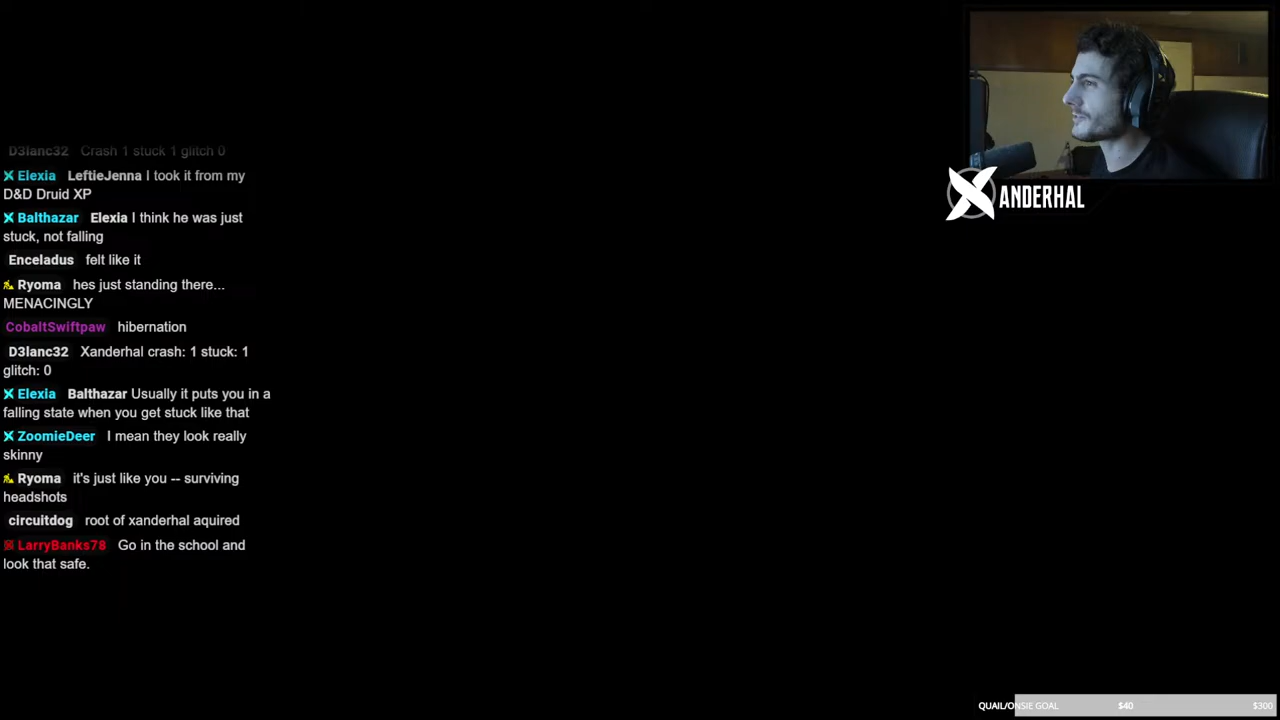 D3lanc32 Crash 1 stuck 1 glitch 0
Elexia LeftieJenna I took it from my
D&D Druid XP
Balthazar Elexia I think he was just
stuck, not falling
Enceladus felt like it
Ryoma hes just standing there...
MENACINGLY
CobaltSwiftpaw hibernation
D3lanc32 Xanderhal crash: 1 stuck: 1
glitch: 0
Elexia Balthazar Usually it puts you in a
falling state when you get stuck like that
ZoomieDeer I mean they look really
skinny
Ryoma it's just like you -- surviving
headshots
circuitdog root of xanderhal aquired
LarryBanks78 Go in the school and
look that safe.
XANDERHAL
QUAIL/ONSIE GOAL $40 $300